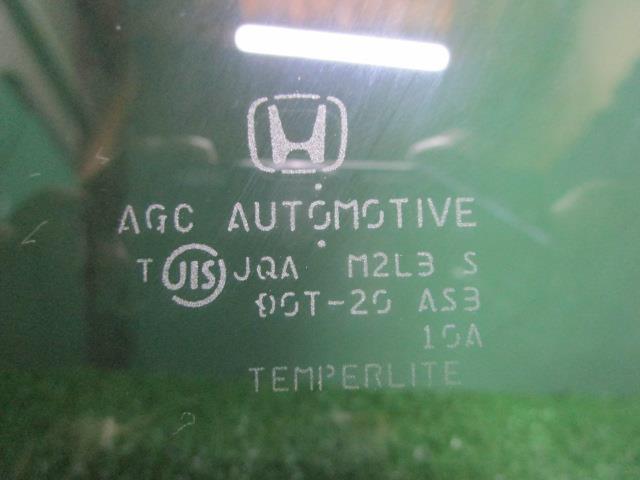 AGC AUTOMOTIVE
T JIS JQA M2L3 S
DOT-20 AS3
10A
TEMPERLITE